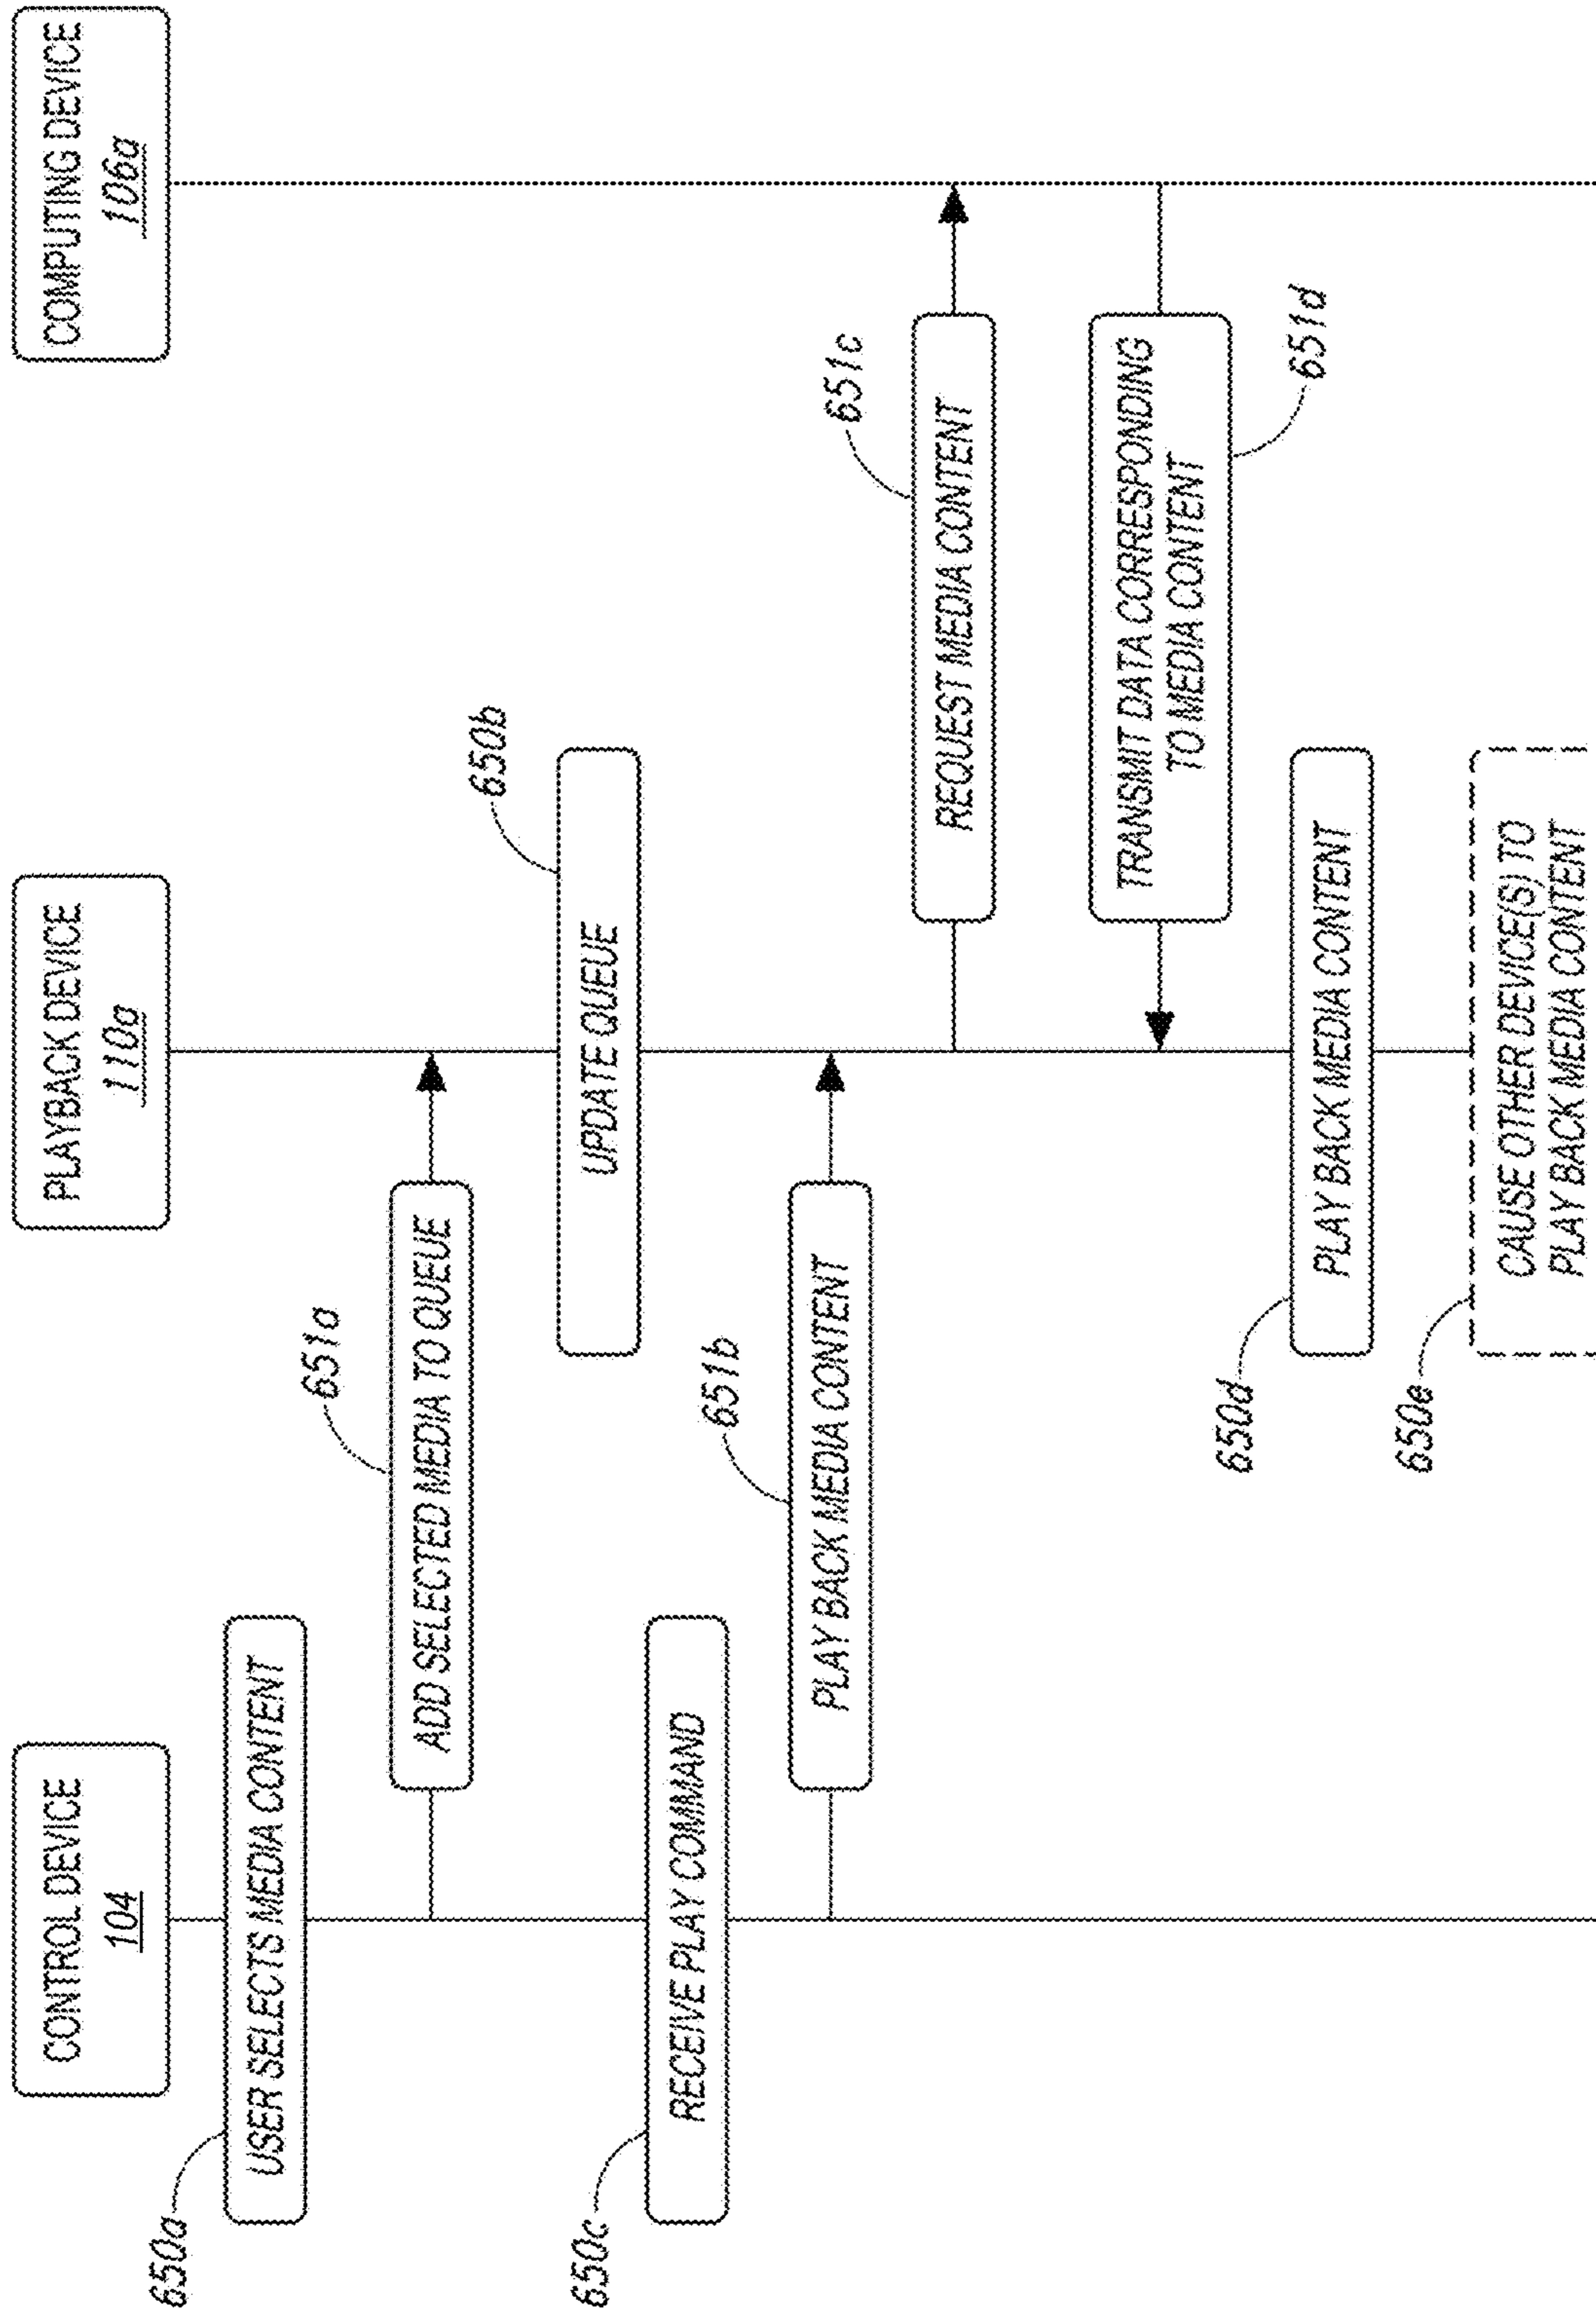 CONTROL DEVICE
104
PLAYBACK DEVICE
110a
COMPUTING DEVICE
106a
650a
USER SELECTS MEDIA CONTENT
651a
ADD SELECTED MEDIA TO QUEUE
650b
UPDATE QUEUE
650c
RECEIVE PLAY COMMAND
651b
PLAY BACK MEDIA CONTENT
651c
REQUEST MEDIA CONTENT
TRANSMIT DATA CORRESPONDING
TO MEDIA CONTENT
651d
650d
PLAY BACK MEDIA CONTENT
650e
CAUSE OTHER DEVICE(S) TO
PLAY BACK MEDIA CONTENT